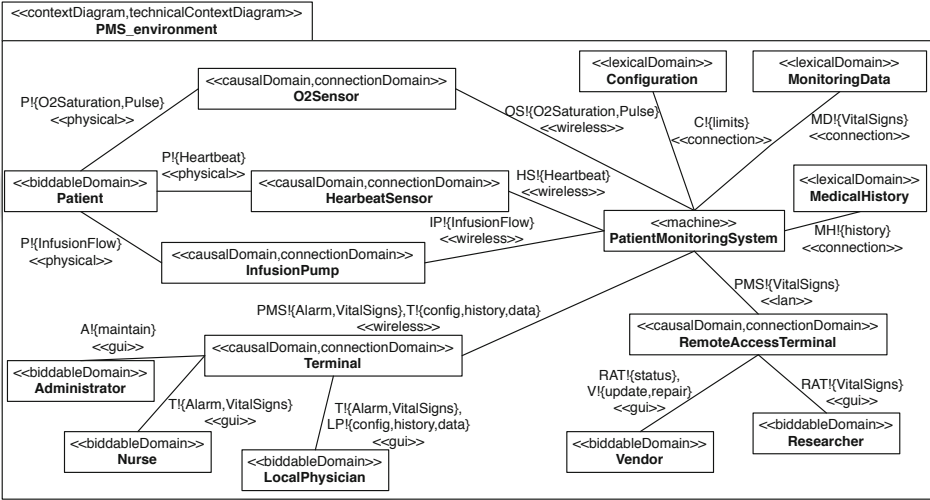 <<contextDiagram,technicalContextDiagram>>
PMS_environment
<<causalDomain,connectionDomain>>
O2Sensor
<<lexicalDomain>>
Configuration
<<lexicalDomain>>
MonitoringData
P!{O2Saturation,Pulse}
<<physical>>
OS!{O2Saturation,Pulse}
<<wireless>>
C!{limits}
<<connection>>
MD!{VitalSigns}
<<connection>>
P!{Heartbeat}
<<physical>>
<<biddableDomain>>
Patient
<<causalDomain,connectionDomain>>
HearbeatSensor
HS!{Heartbeat}
<<wireless>>
<<lexicalDomain>>
MedicalHistory
<<machine>>
PatientMonitoringSystem
IP!{InfusionFlow}
<<wireless>>
MH!{history}
<<connection>>
P!{InfusionFlow}
<<physical>>
<<causalDomain,connectionDomain>>
InfusionPump
PMS!{VitalSigns}
<<lan>>
PMS!{Alarm,VitalSigns},T!{config,history,data}
<<wireless>>
A!{maintain}
<<gui>>
<<causalDomain,connectionDomain>>
Terminal
<<causalDomain,connectionDomain>>
RemoteAccessTerminal
<<biddableDomain>>
Administrator
T!{Alarm,VitalSigns}
<<gui>>
T!{Alarm,VitalSigns},
LP!{config,history,data}
<<gui>>
RAT!{status},
V!{update,repair}
<<gui>>
RAT!{VitalSigns}
<<gui>>
<<biddableDomain>>
Nurse
<<biddableDomain>>
LocalPhysician
<<biddableDomain>>
Vendor
<<biddableDomain>>
Researcher